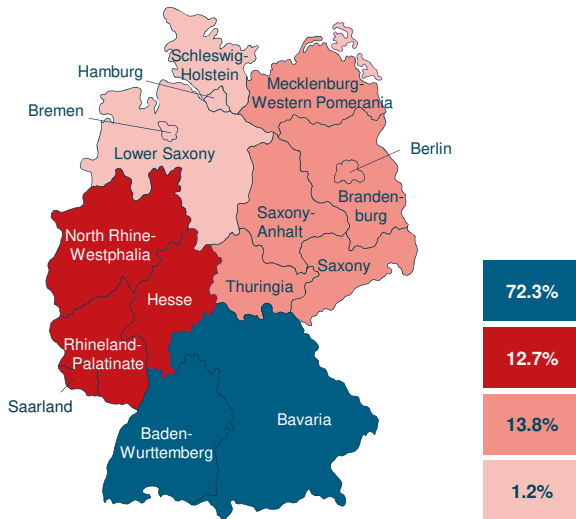 Schleswig-
Holstein
Hamburg
Mecklenburg-
Western Pomerania
Bremen
Lower Saxony
Berlin
Branden-
burg
Saxony-
Anhalt
North Rhine-
Westphalia
Saxony
Thuringia
Hesse
72.3%
Rhineland-
Palatinate
12.7%
Saarland
Bavaria
Baden-
Wurttemberg
13.8%
1.2%